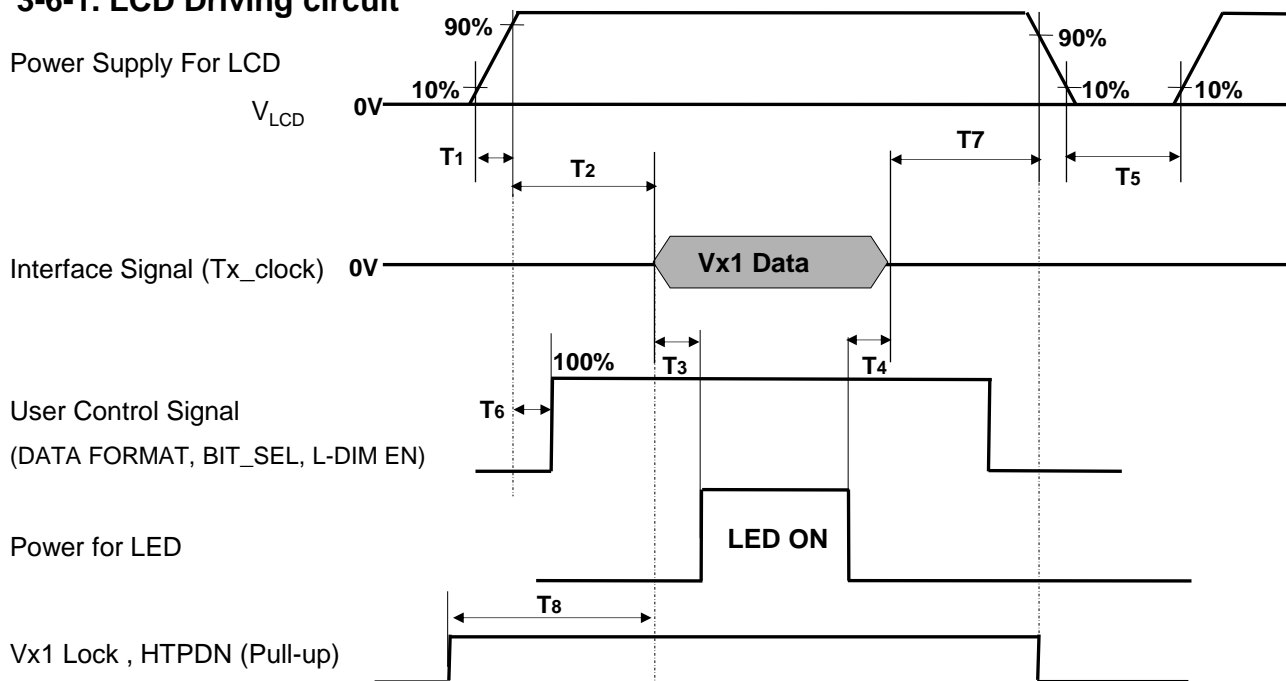 3-6-1. LCD Driving circuit
90%
90%
Power Supply For LCD
10%
10%
10%
VLCD
0V
T1
T2
T7
T5
Interface Signal (Tx_clock)
0V
Vx1 Data
100%
T3
T4
User Control Signal
T6
(DATA FORMAT, BIT_SEL, L-DIM EN)
Power for LED
LED ON
T8
Vx1 Lock , HTPDN (Pull-up)